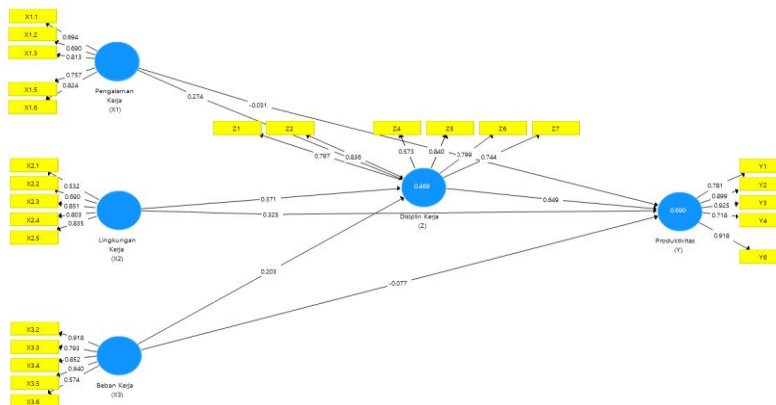 X1.1
X1.2
X1.3
X1.5
X1.6
0.694
0.690
0.813
0.757
0.824
Pengalaman
Kerja
(X1)
0.274
-0.031
Z1
Z2
Z4
Z5
Z6
Z7
0.797
0.836
0.573
0.840
0.799
0.744
X2.1
X2.2
X2.3
X2.4
X2.5
0.532
0.690
0.851
0.803
0.835
Lingkungan
Kerja
(X2)
0.371
0.325
0.469
Disiplin Kerja
(Z)
0.649
0.690
Produktivitas
(Y)
Y1
Y2
Y3
Y4
Y6
0.781
0.899
0.925
0.718
0.918
0.203
-0.077
X3.2
X3.3
X3.4
X3.5
X3.6
0.918
0.793
0.852
0.940
0.574
Beban Kerja
(X3)